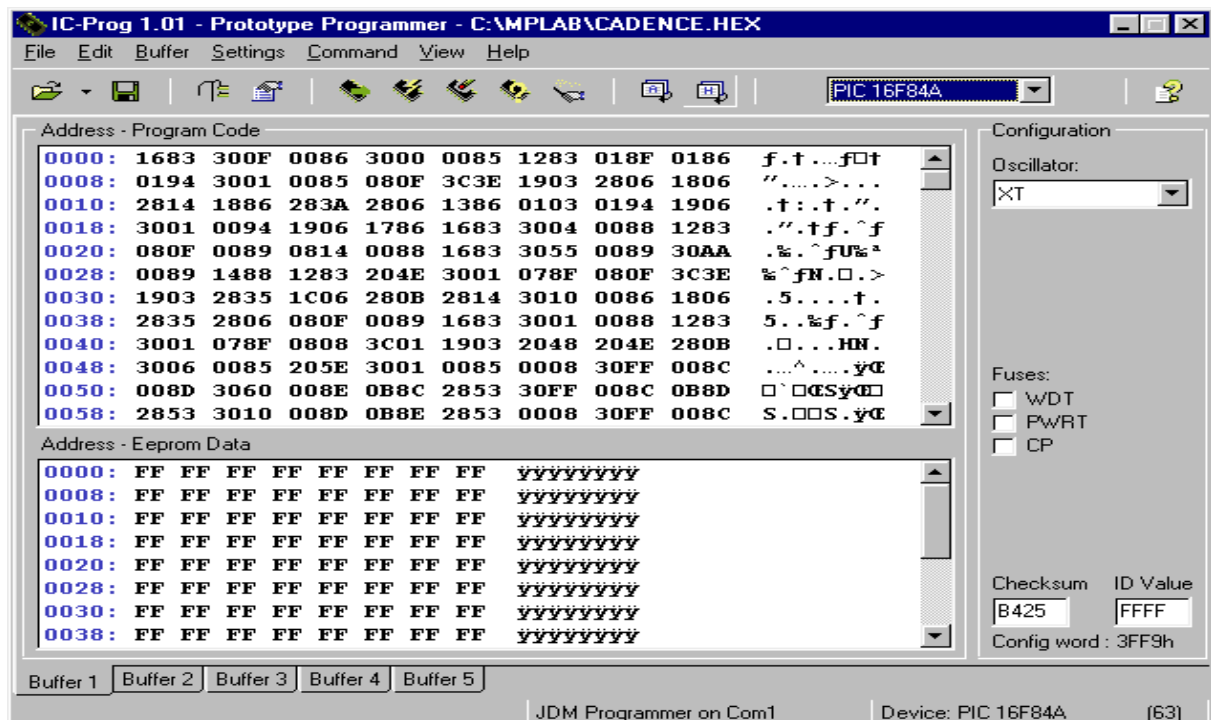 IC-Prog 1.01 - Prototype Programmer - C:\MPLAB\CADENCE.HEX
File Edit Buffer Settings Command View Help
PIC 16F84A
Address - Program Code
0000: 1683 300F 0086 3000 0085 1283 018F 0186 ƒ.†.…ƒ□†
0008: 0194 3001 0085 080F 3C3E 1903 2806 1806 ”.…..>...
0010: 2814 1886 283A 2806 1386 0103 0194 1906 .†:.†.”.
0018: 3001 0094 1906 1786 1683 3004 0088 1283 .”.†ƒ.ˆƒ
0020: 080F 0089 0814 0088 1683 3055 0089 30AA .‰.ˆƒU‰ª
0028: 0089 1488 1283 204E 3001 078F 080F 3C3E ‰ˆƒN.□.>
0030: 1903 2835 1C06 280B 2814 3010 0086 1806 .5....†.
0038: 2835 2806 080F 0089 1683 3001 0088 1283 5..‰ƒ.ˆƒ
0040: 3001 078F 0808 3C01 1903 2048 204E 280B .□...HN.
0048: 3006 0085 205E 3001 0085 0008 30FF 008C .…^.….ÿŒ
0050: 008D 3060 008E 0B8C 2853 30FF 008C 0B8D □`□ŒSÿŒ□
0058: 2853 3010 008D 0B8E 2853 0008 30FF 008C S.□□S.ÿŒ
Address - Eeprom Data
0000: FF FF FF FF FF FF FF FF ÿÿÿÿÿÿÿÿ
0008: FF FF FF FF FF FF FF FF ÿÿÿÿÿÿÿÿ
0010: FF FF FF FF FF FF FF FF ÿÿÿÿÿÿÿÿ
0018: FF FF FF FF FF FF FF FF ÿÿÿÿÿÿÿÿ
0020: FF FF FF FF FF FF FF FF ÿÿÿÿÿÿÿÿ
0028: FF FF FF FF FF FF FF FF ÿÿÿÿÿÿÿÿ
0030: FF FF FF FF FF FF FF FF ÿÿÿÿÿÿÿÿ
0038: FF FF FF FF FF FF FF FF ÿÿÿÿÿÿÿÿ
Configuration
Oscillator:
XT
Fuses:
WDT
PWRT
CP
Checksum ID Value
B425 FFFF
Config word : 3FF9h
Buffer 1 Buffer 2 Buffer 3 Buffer 4 Buffer 5
JDM Programmer on Com1 Device: PIC 16F84A (63)